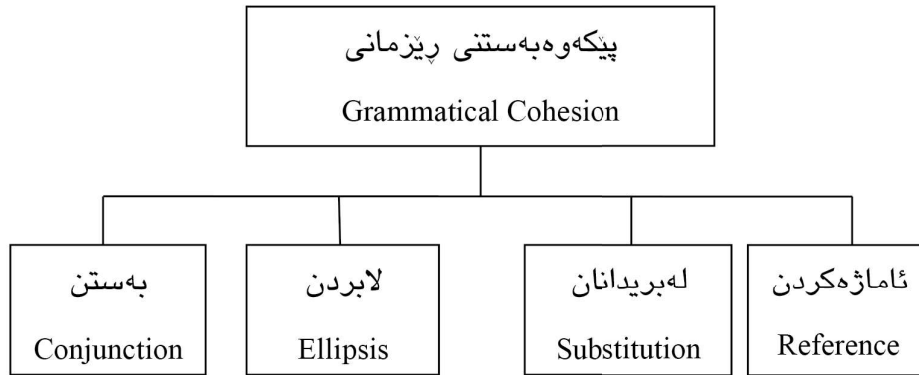 پێکەوەبەستنی ڕێزمانی
Grammatical Cohesion
ئاماژەکردن
Reference
لەبریدانان
Substitution
لابردن
Ellipsis
بەستن
Conjunction